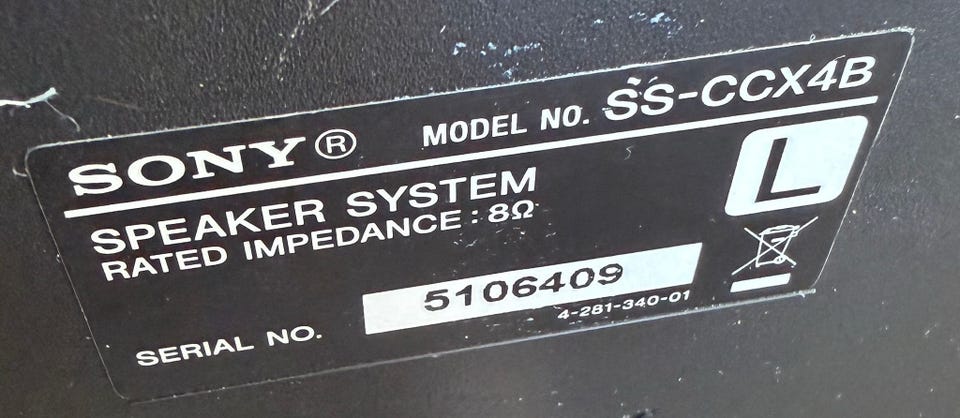 SONY® MODEL NO. SS-CCX4B
L
SPEAKER SYSTEM
RATED IMPEDANCE : 8Ω
SERIAL NO. 5106409
4-281-340-01